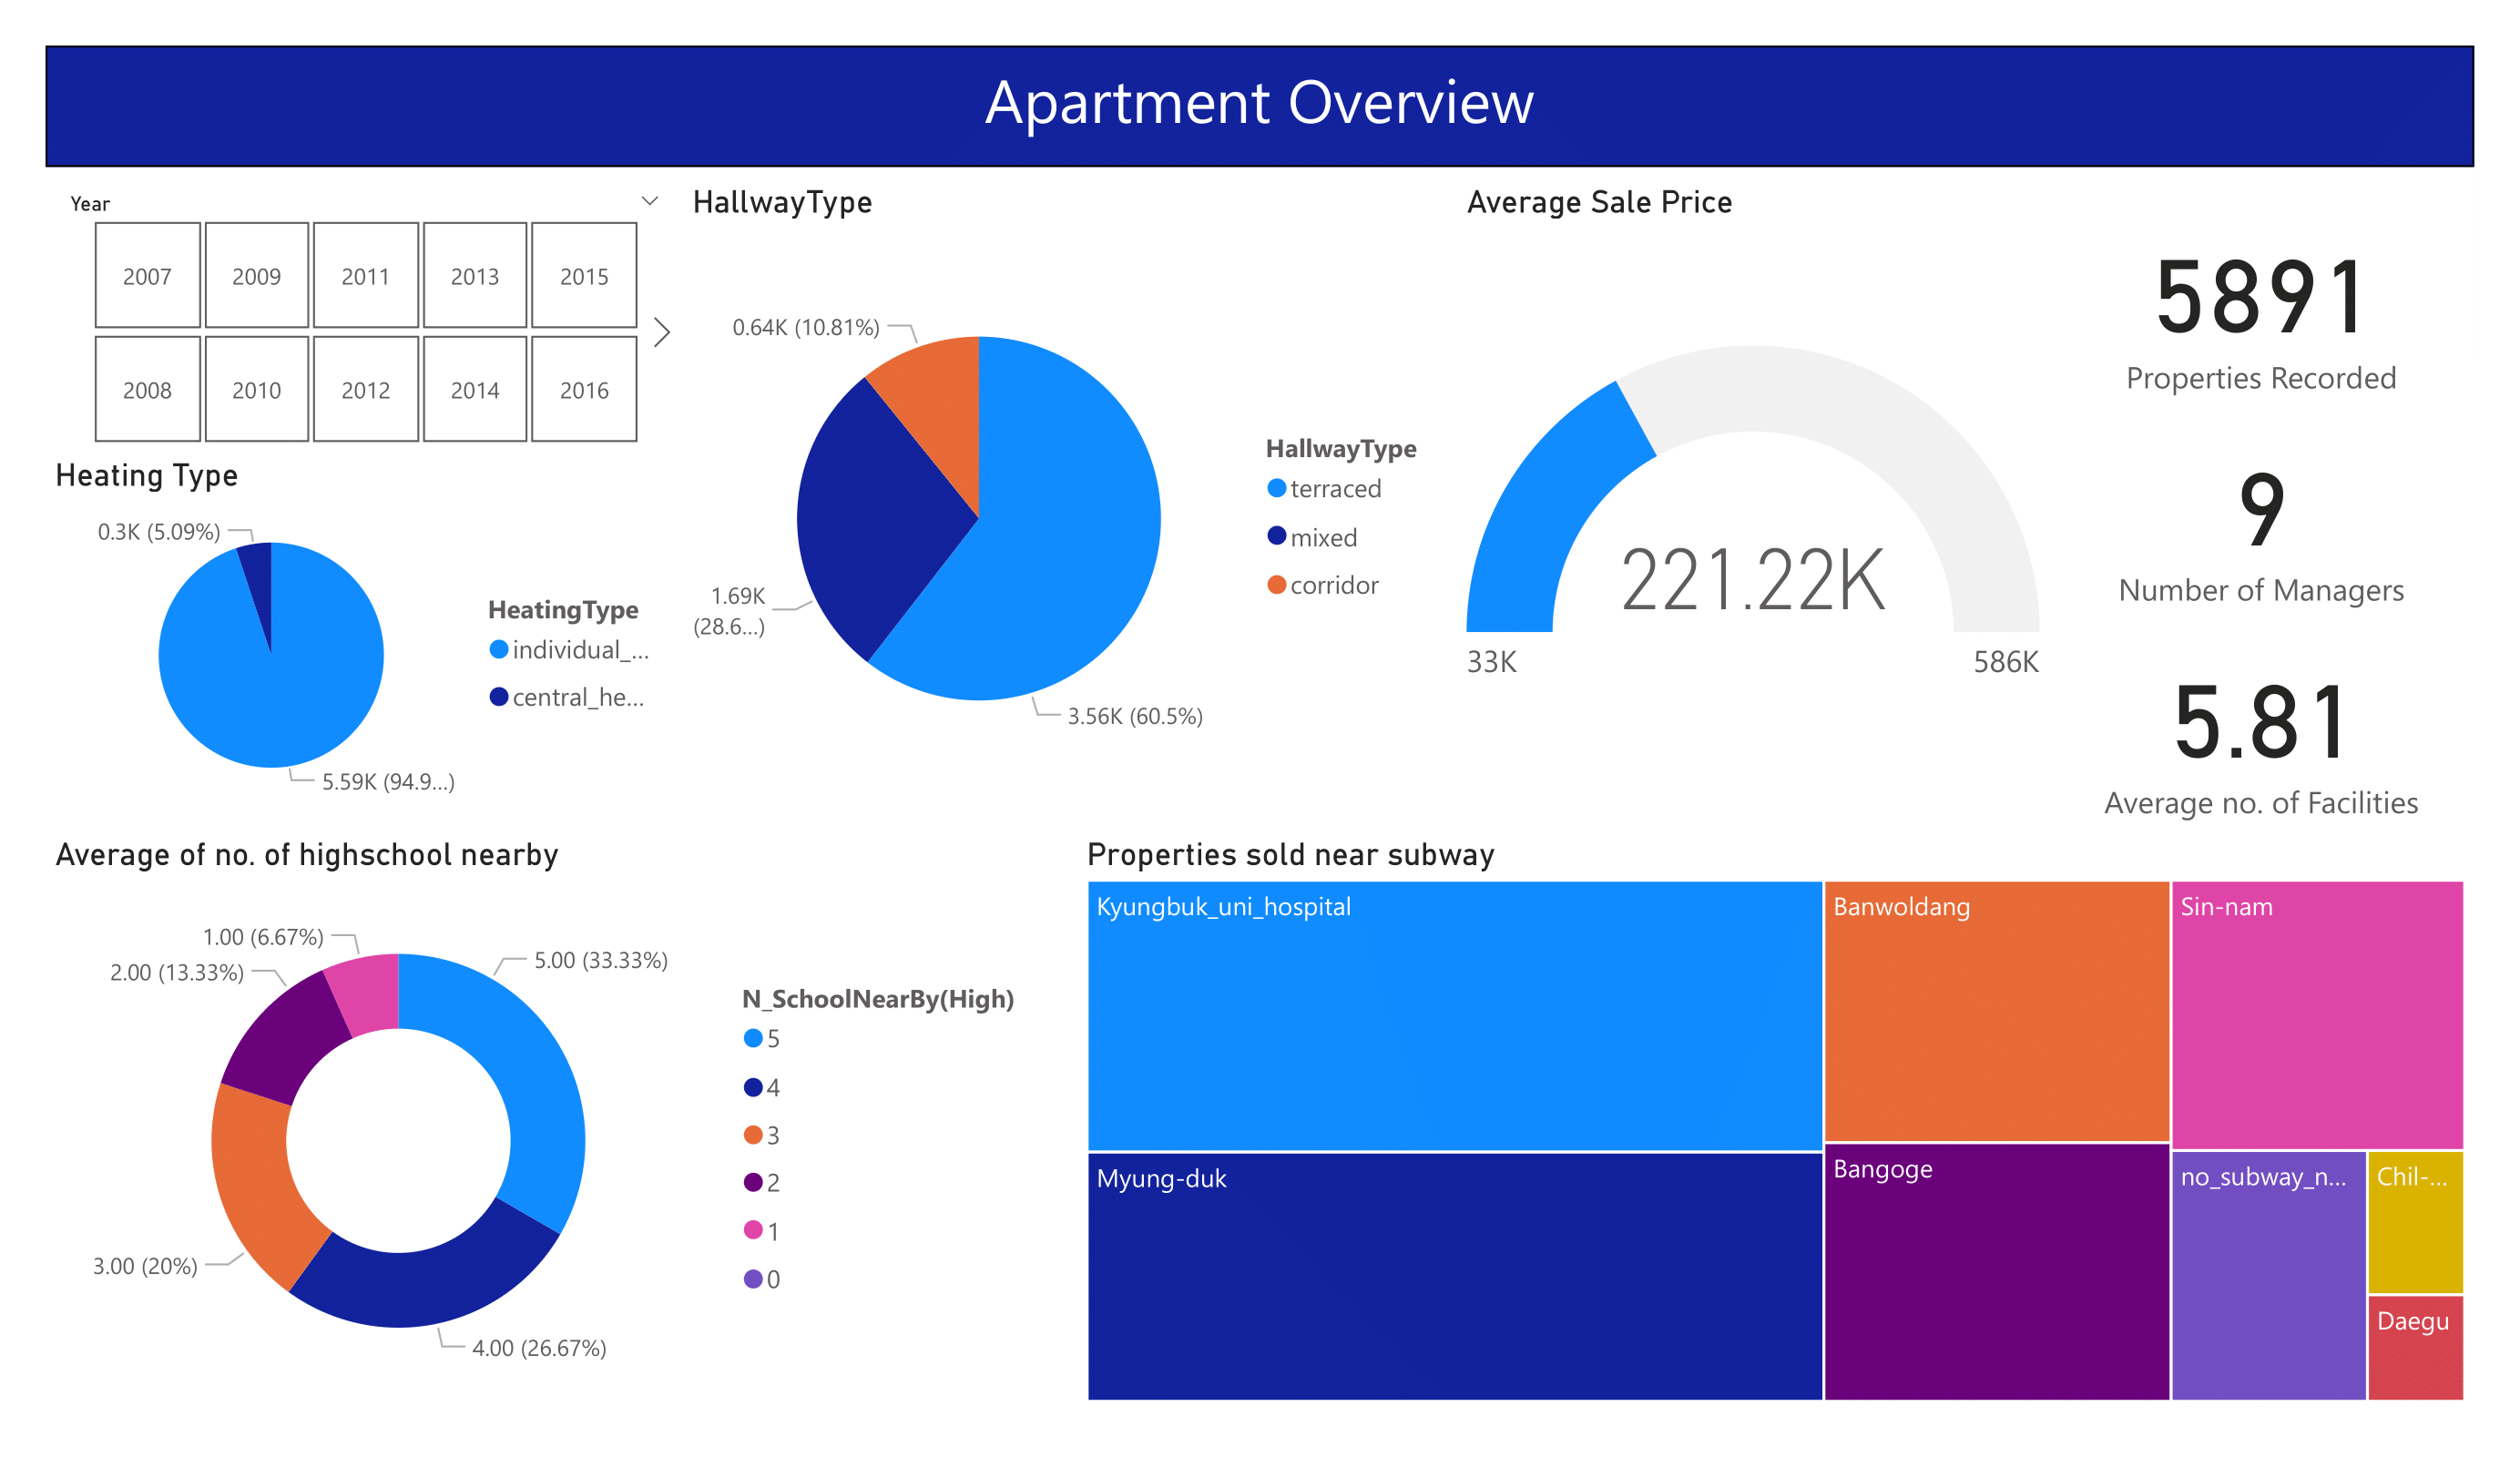 Apartment Overview
Year
2007
2009
2011
2013
2015
2008
2010
2012
2014
2016
Heating Type
0.3K (5.09%)
5.59K (94.9...)
HeatingType
individual_...
central_he...
HallwayType
0.64K (10.81%)
1.69K
(28.6...)
3.56K (60.5%)
HallwayType
terraced
mixed
corridor
Average Sale Price
221.22K
33K
586K
5891
Properties Recorded
9
Number of Managers
5.81
Average no. of Facilities
Average of no. of highschool nearby
1.00 (6.67%)
2.00 (13.33%)
5.00 (33.33%)
3.00 (20%)
4.00 (26.67%)
N_SchoolNearBy(High)
5
4
3
2
1
0
Properties sold near subway
Kyungbuk_uni_hospital
Myung-duk
Banwoldang
Bangoge
Sin-nam
no_subway_n...
Chil-...
Daegu